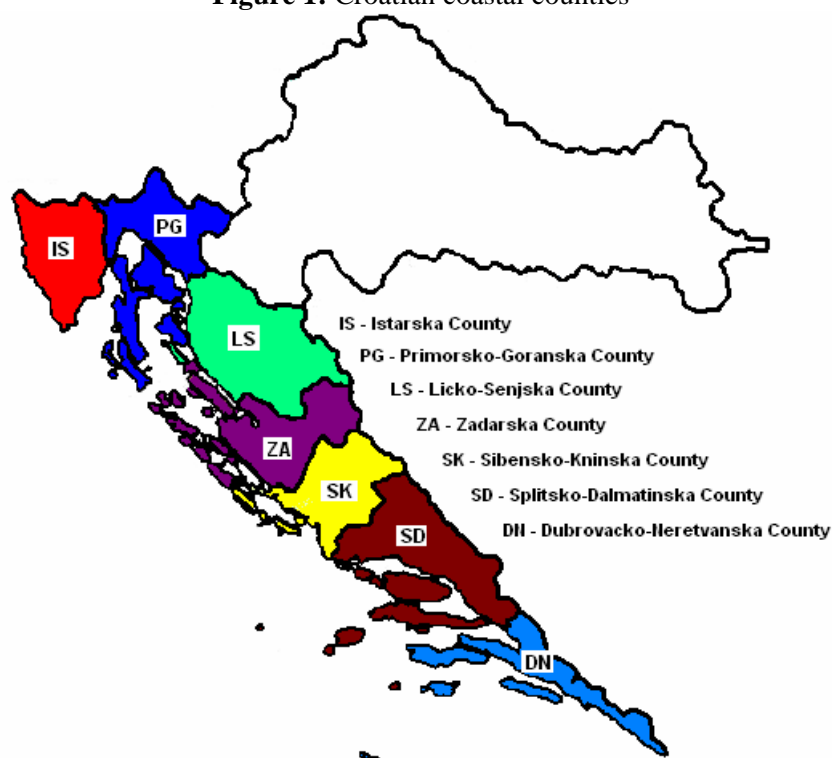 Figure 1. Croatian coastal counties
PG
IS
LS
IS - Istarska County
PG - Primorsko-Goranska County
LS - Licko-Senjska County
ZA - Zadarska County
ZA
SK - Sibensko-Kninska County
SK
SD - Splitsko-Dalmatinska County
SD
DN - Dubrovacko-Neretvanska County
DN